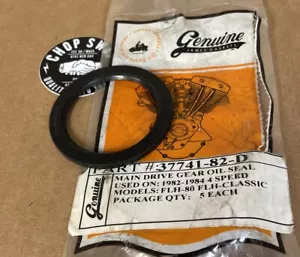 CHOP SH
Genuine
PART #37741-82-D
MAIN DRIVE GEAR OIL SEAL
USED ON: 1982-1984 4 SPEED
MODELS: FLH-80 FLH-CLASSIC
PACKAGE QTY: 5 EACH
Genuine